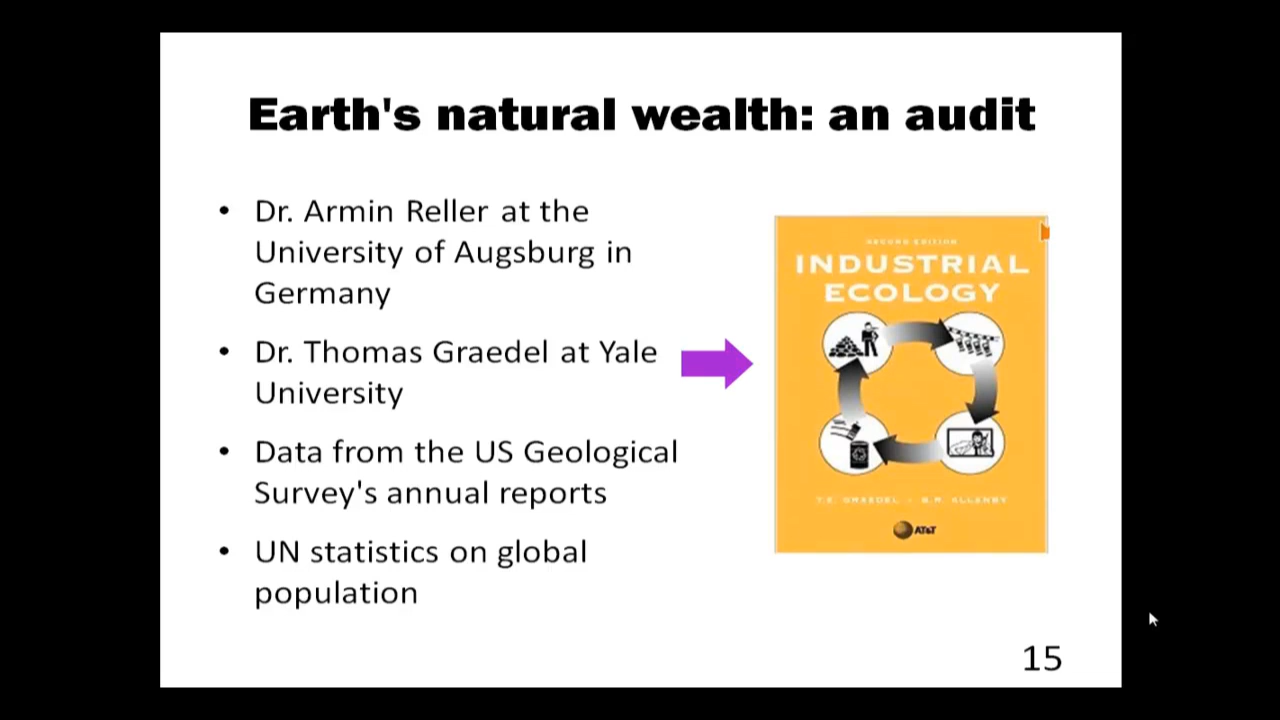 Earth's natural wealth: an audit
• Dr. Armin Reller at the
University of Augsburg in
Germany
• Dr. Thomas Graedel at Yale
University
• Data from the US Geological
Survey's annual reports
• UN statistics on global
population
SECOND EDITION
INDUSTRIAL
ECOLOGY
T.E. GRAEDEL • B.R. ALLENBY
AT&T
15